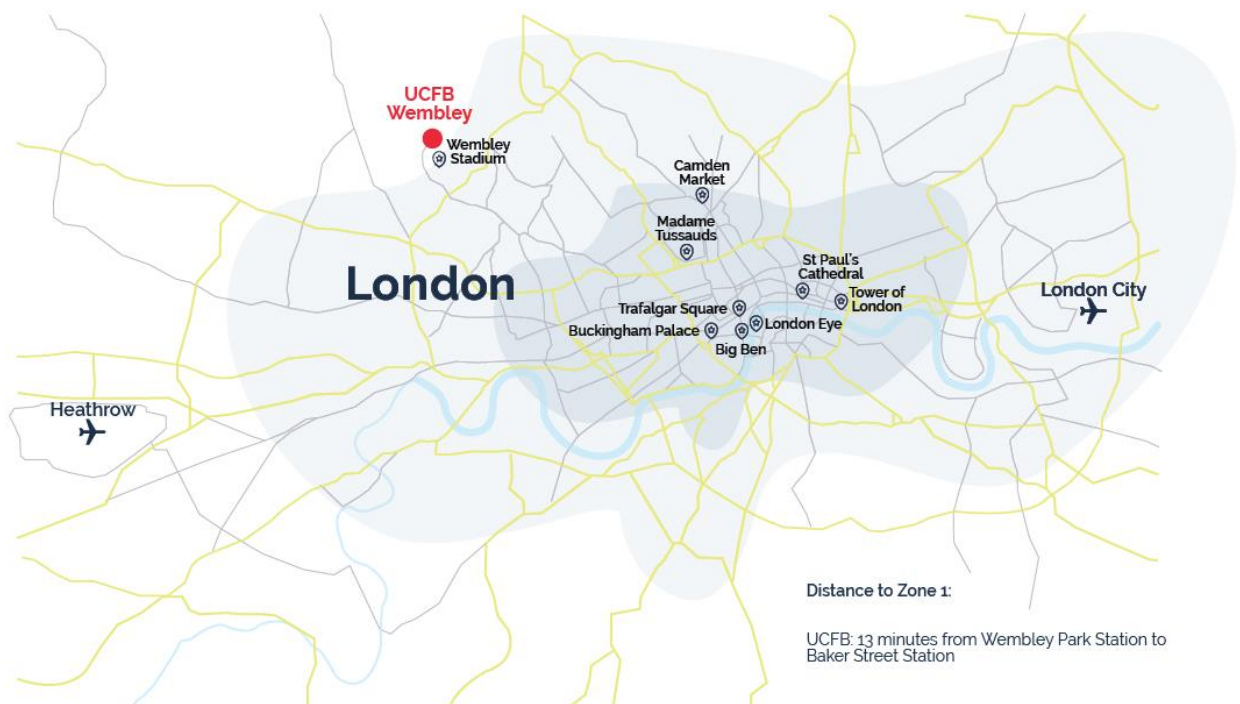 UCFB
Wembley
Wembley
Stadium
Camden
Market
Madame
Tussauds
St Paul's
Cathedral
London
London City
Tower of
London
Trafalgar Square
London Eye
Buckingham Palace
Big Ben
Heathrow
Distance to Zone 1:
UCFB: 13 minutes from Wembley Park Station to
Baker Street Station